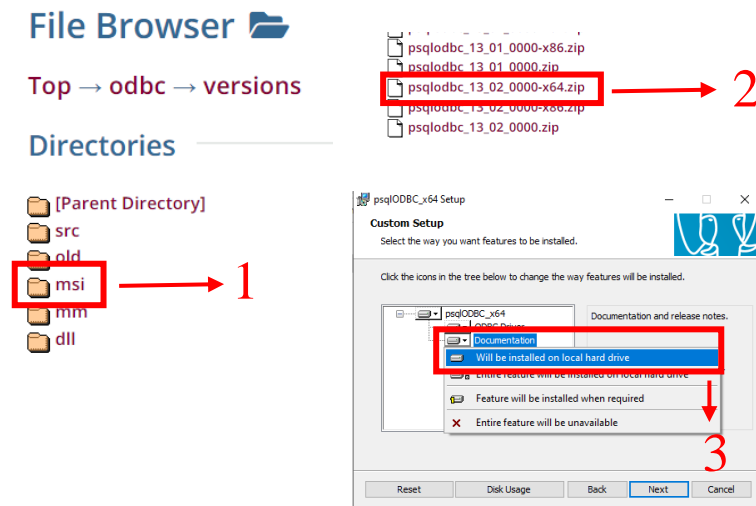 File Browser
Top → odbc → versions
Directories
[Parent Directory]
src
old
msi
mm
dll
1
psqlodbc_13_01_0000-x86.zip
psqlodbc_13_01_0000.zip
psqlodbc_13_02_0000-x64.zip
psqlodbc_13_02_0000-x86.zip
psqlodbc_13_02_0000.zip
2
psqlODBC_x64 Setup
Custom Setup
Select the way you want features to be installed.
Click the icons in the tree below to change the way features will be installed.
psqlODBC_x64
ODBC Driver
Documentation
Documentation and release notes.
Will be installed on local hard drive
Entire feature will be installed on local hard drive
Feature will be installed when required
Entire feature will be unavailable
3
Reset
Disk Usage
Back
Next
Cancel